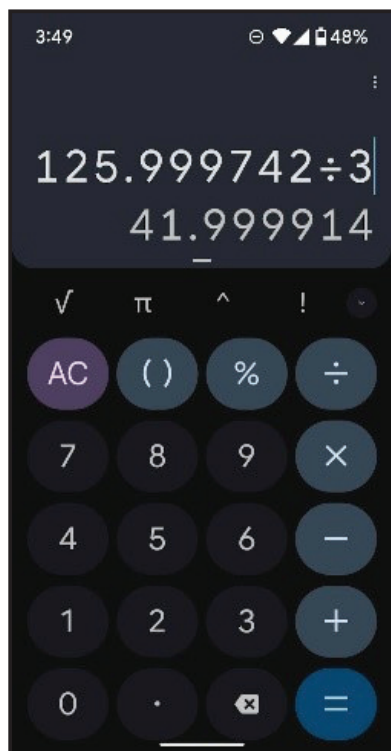 3:49 48%
125.999742÷3
41.999914
√ π ^ !
AC ( ) % ÷
7 8 9 ×
4 5 6 −
1 2 3 +
0 . =